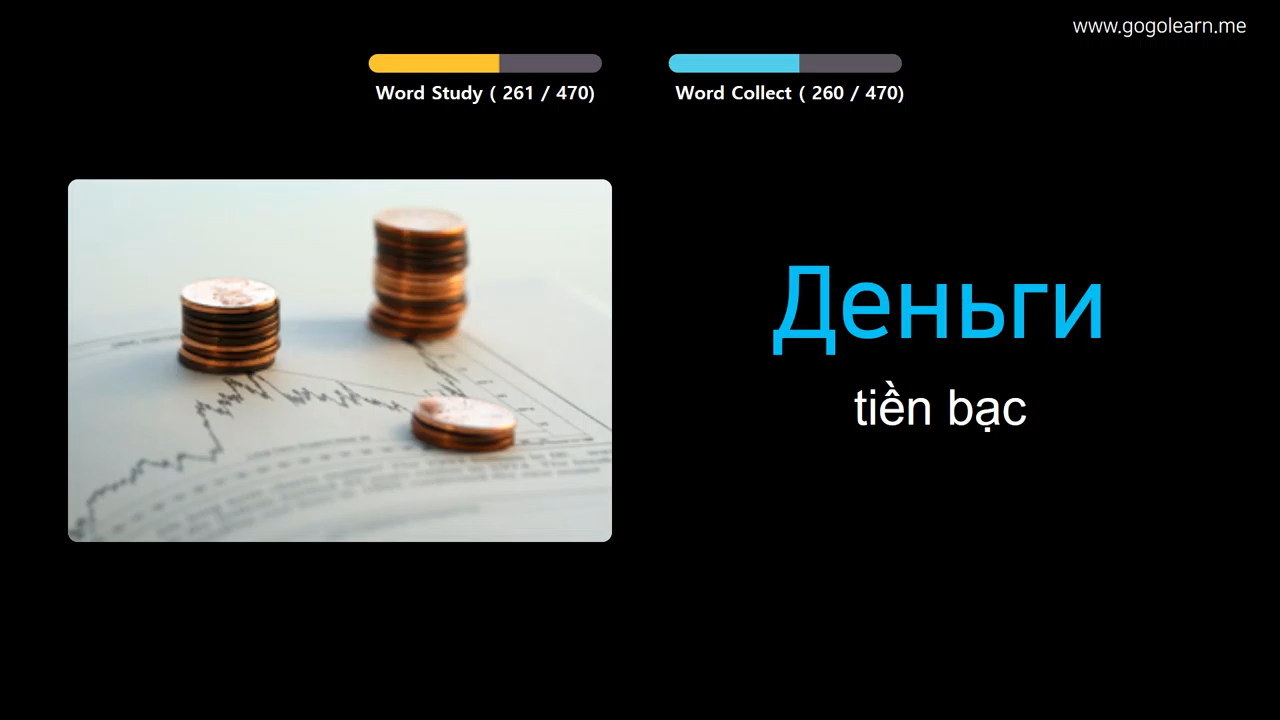 www.gogolearn.me
Word Study ( 261 / 470)
Word Collect ( 260 / 470)
Деньги
tiền bạc